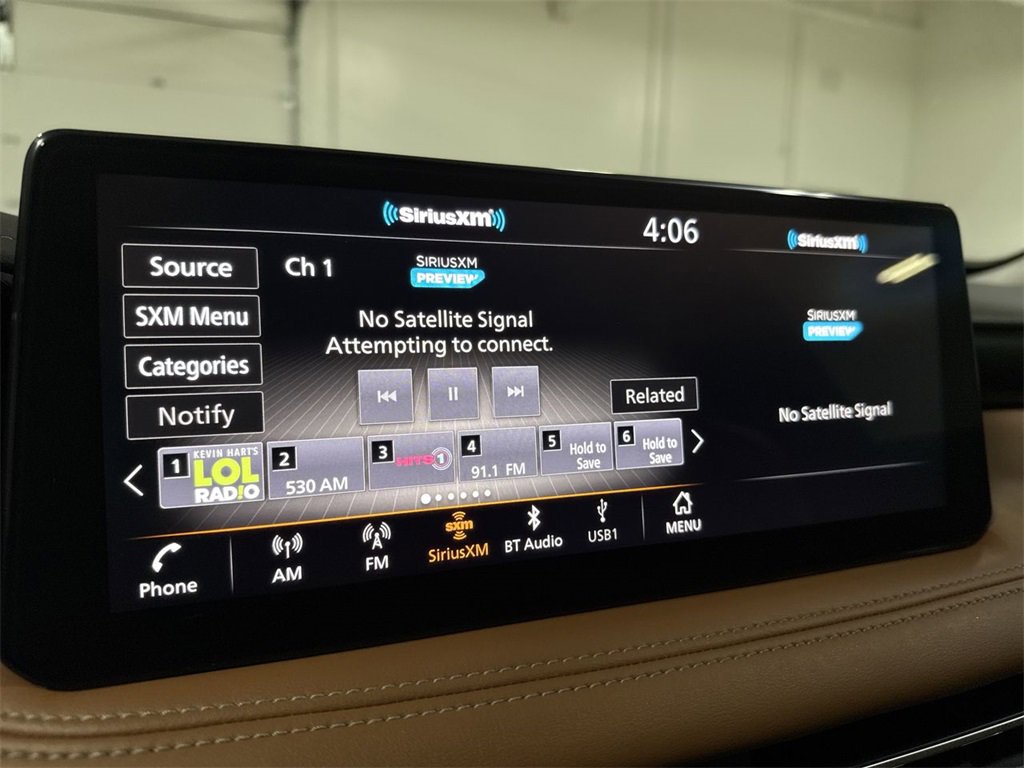 SiriusXM
4:06
SiriusXM
Source
Ch 1
SIRIUSXM
PREVIEW
SXM Menu
No Satellite Signal
Attempting to connect.
SIRIUSXM
PREVIEW
Categories
Notify
Related
No Satellite Signal
1
KEVIN HART'S
LOL
RADIO
2
530 AM
3
HITS 1
4
91.1 FM
5
Hold to
Save
6
Hold to
Save
Phone
AM
FM
sxm
SiriusXM
BT Audio
USB1
MENU